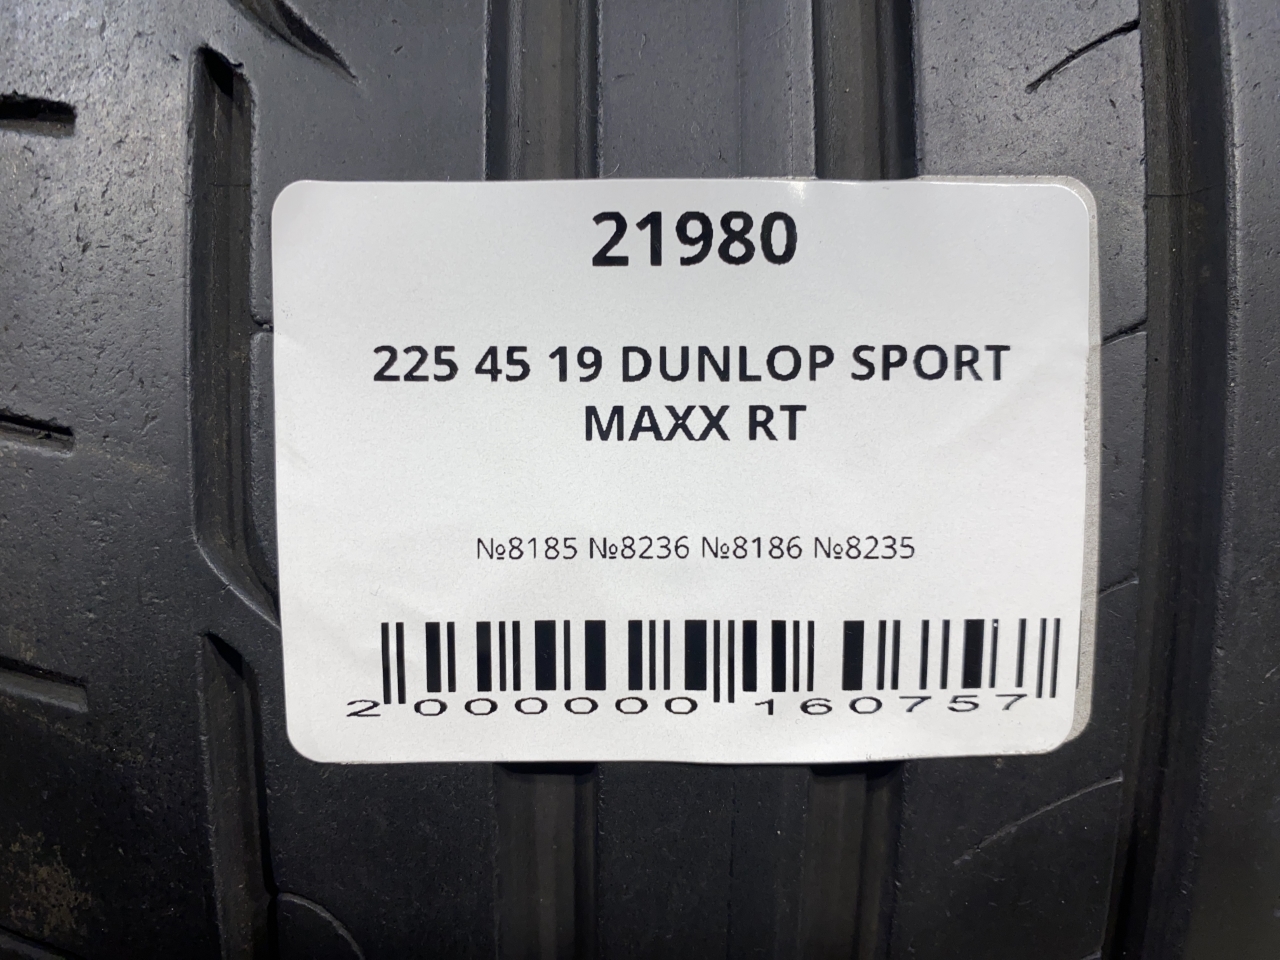 21980
225 45 19 DUNLOP SPORT
MAXX RT
№8185 №8236 №8186 №8235
2 000000 160757